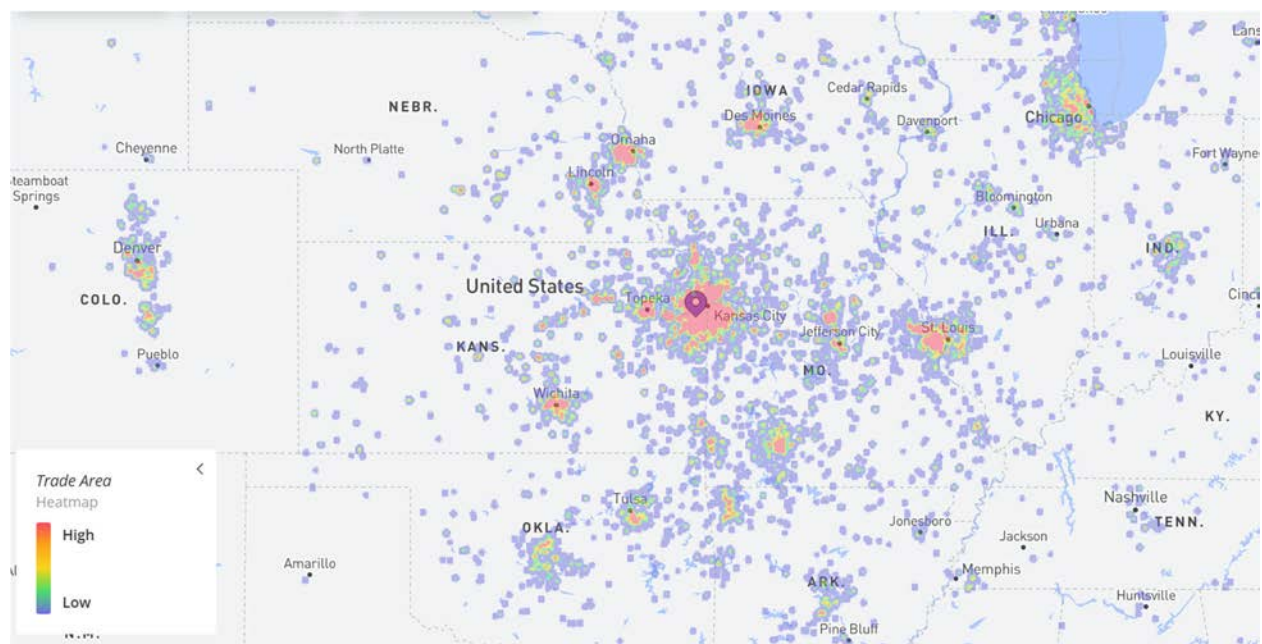 Lans
IOWA
Cedar Rapids
NEBR.
Des Moines
Chicago
Davenport
Omaha
Cheyenne
North Platte
Fort Wayne
Lincoln
Steamboat
Springs
Bloomington
Urbana
ILL.
Denver
IND.
United States
COLO.
Topeka
Kansas City
Cinc
Jefferson City
St. Louis
KANS.
Pueblo
Louisville
MO.
Wichita
KY.
Trade Area
Heatmap
High
Low
Tulsa
Nashville
OKLA.
Jonesboro
TENN.
Jackson
Amarillo
Memphis
ARK.
Huntsville
Pine Bluff